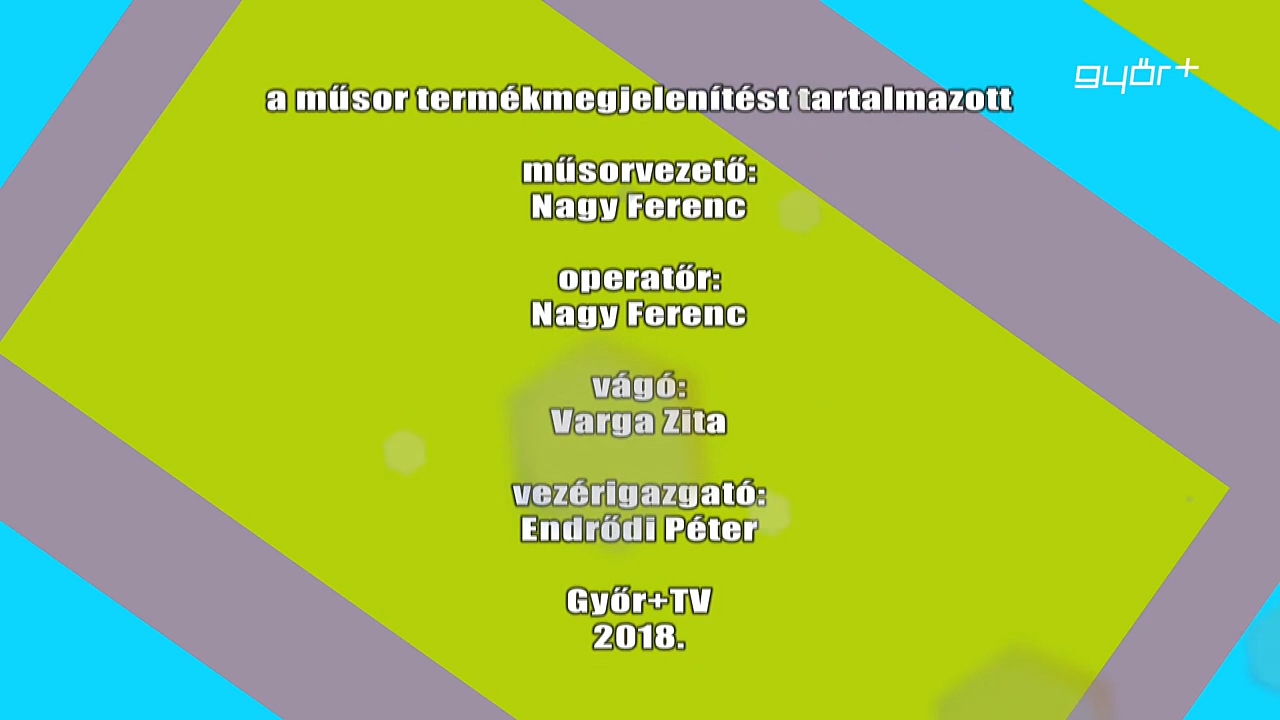 győr+
a műsor termékmegjelenítést tartalmazott
műsorvezető:
Nagy Ferenc
operatőr:
Nagy Ferenc
vágó:
Varga Zita
vezérigazgató:
Endrődi Péter
Győr+TV
2018.